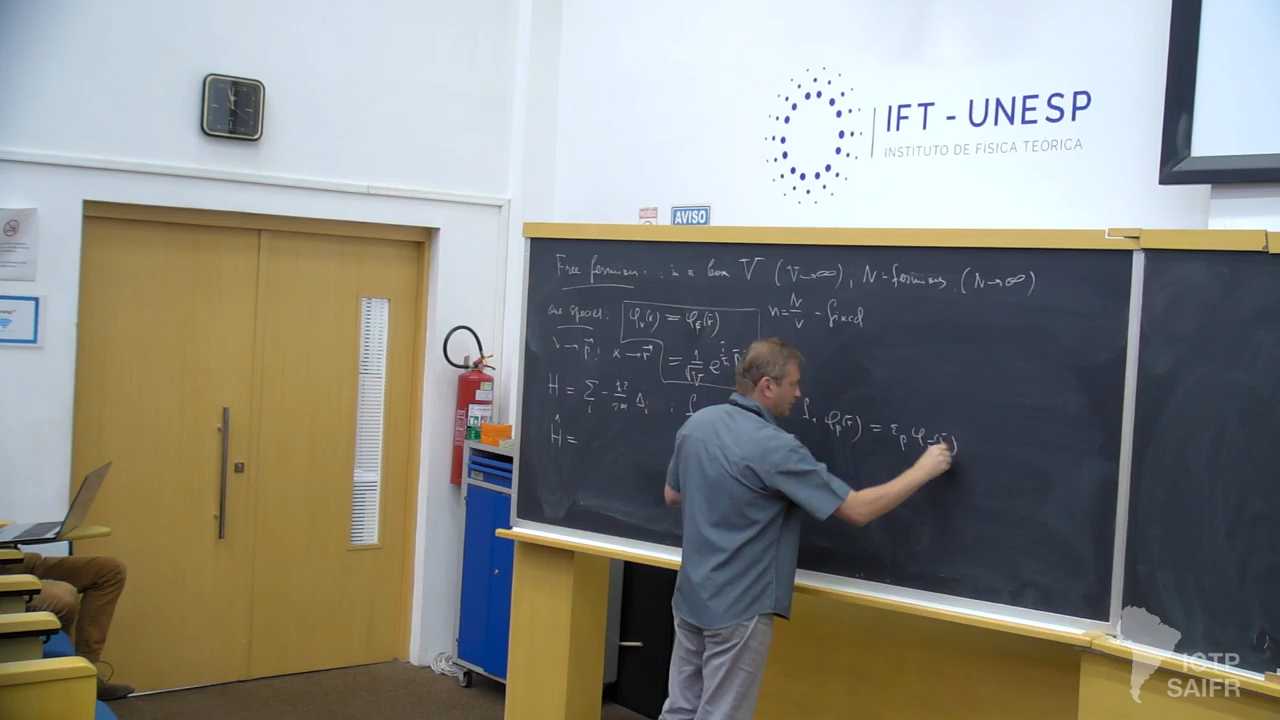 IFT - UNESP
INSTITUTO DE FÍSICA TEÓRICA
AVISO
Free fermions in a box V (V→∞), N-fermions (N→∞)
one species: φ_ν(x) = φ_p⃗(r⃗) n = N/V - fixed
ν → p⃗; x → r⃗ = 1/√V e^
H = Σ_i - ħ²/2m Δ_i ; φ_p⃗(r⃗) = ε_p φ_p⃗(r⃗)
Ĥ =
ICTP
SAIFR